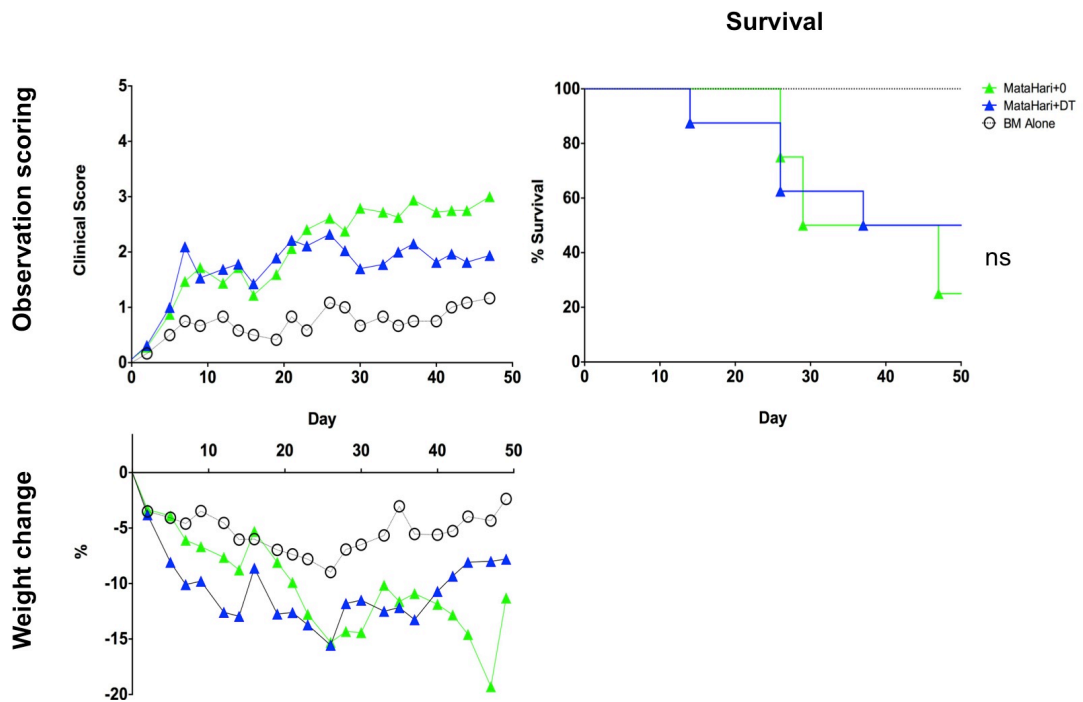 Survival
Observation scoring
Clinical Score
5
4
3
2
1
0
0 10 20 30 40 50
Day
% Survival
100
80
60
40
20
0
0 10 20 30 40 50
Day
MataHari+0
MataHari+DT
BM Alone
ns
Weight change
%
10 20 30 40 50
0
-5
-10
-15
-20